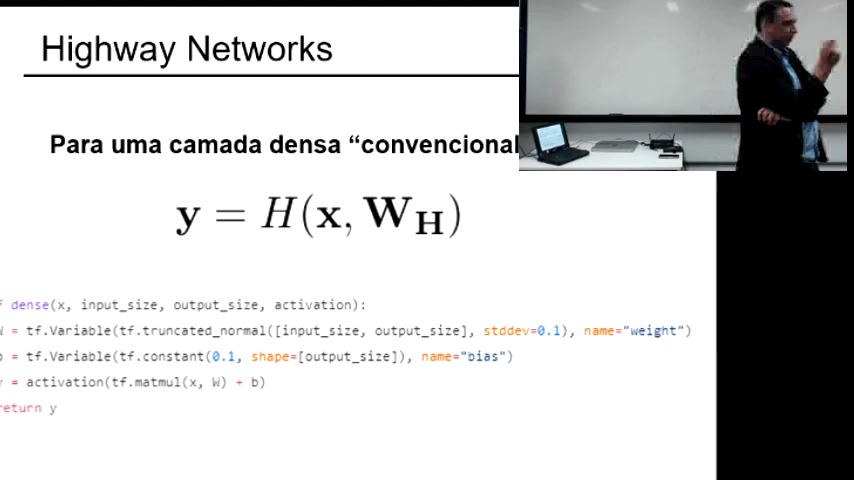 Highway Networks
Para uma camada densa “convencional
y = H(x, W_H)
dense(x, input_size, output_size, activation):
= tf.Variable(tf.truncated_normal([input_size, output_size], stddev=0.1), name="weight")
= tf.Variable(tf.constant(0.1, shape=[output_size]), name="bias")
= activation(tf.matmul(x, W) + b)
return y